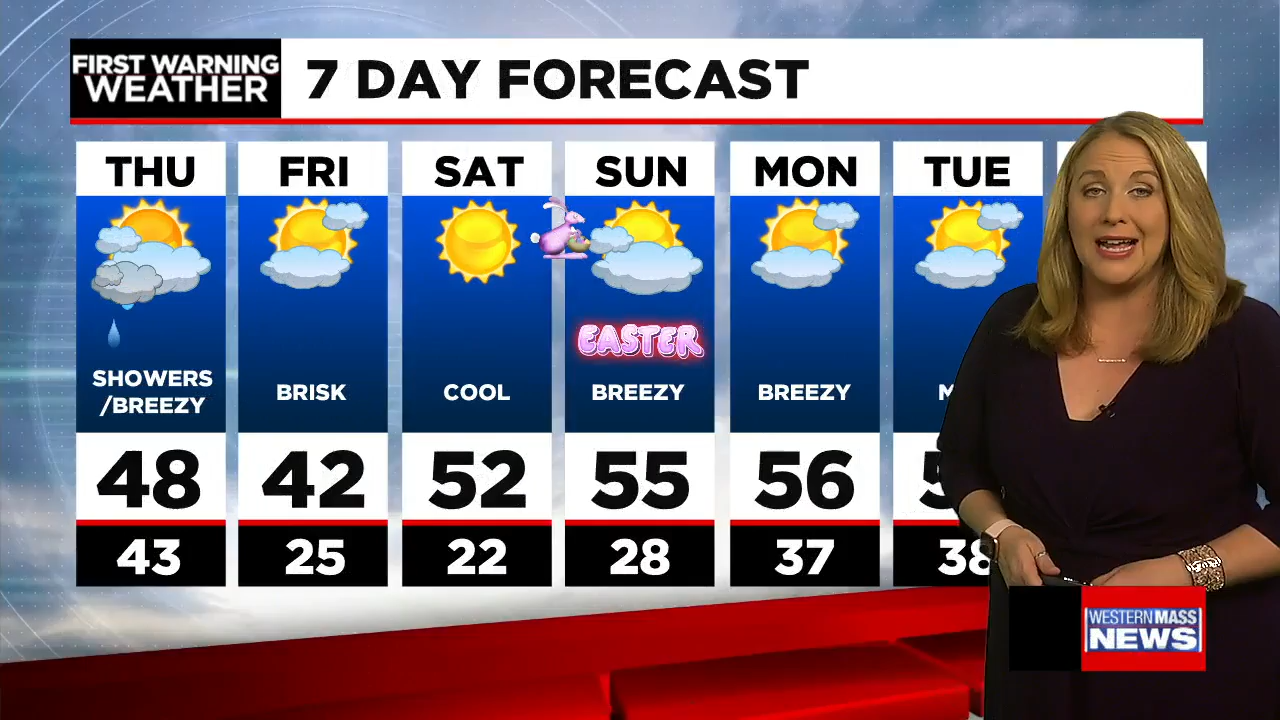 FIRST WARNING
WEATHER
7 DAY FORECAST
THU
FRI
SAT
SUN
MON
TUE
EASTER
SHOWERS
/BREEZY
BRISK
COOL
BREEZY
BREEZY
48
42
52
55
56
43
25
22
28
37
38
WESTERN MASS
NEWS